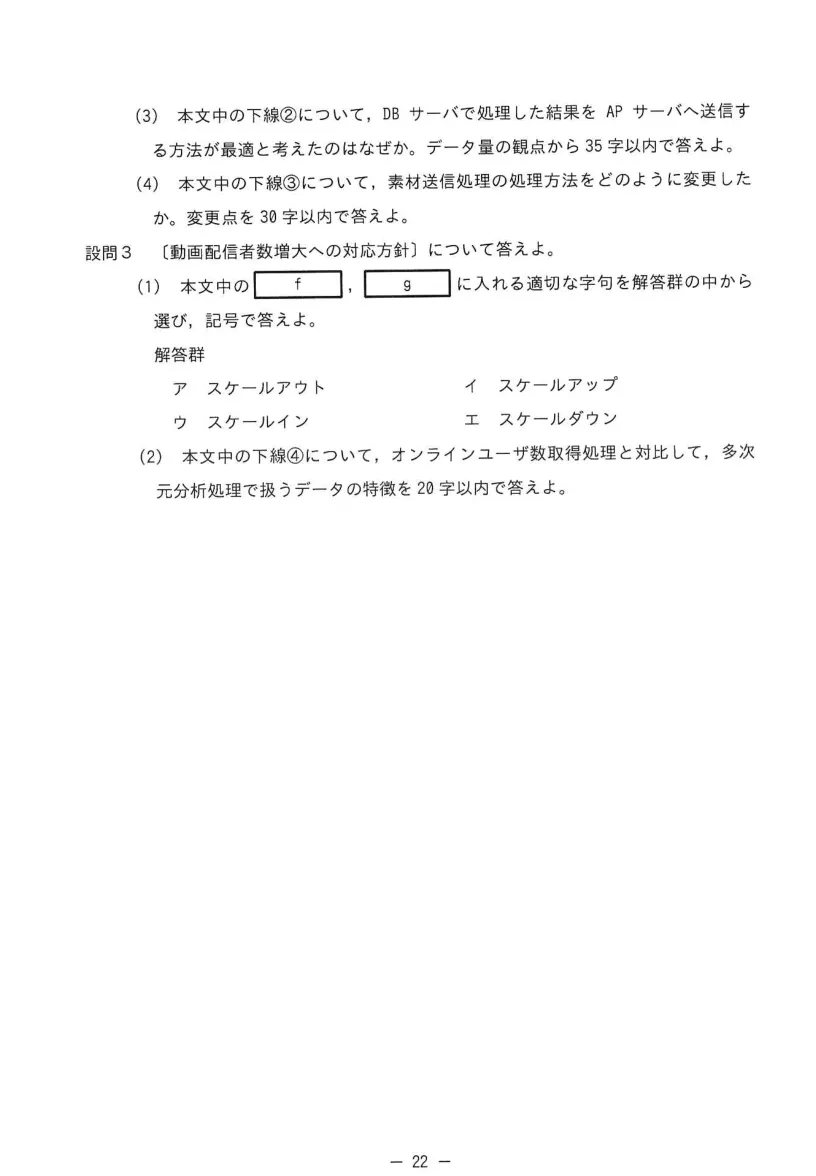 (3) 本文中の下線②について，DB サーバで処理した結果を AP サーバへ送信す
る方法が最適と考えたのはなぜか。データ量の観点から 35 字以内で答えよ。
(4) 本文中の下線③について，素材送信処理の処理方法をどのように変更した
か。変更点を 30 字以内で答えよ。
設問３ 〔動画配信者数増大への対応方針〕について答えよ。
(1) 本文中の f ， g に入れる適切な字句を解答群の中から
選び，記号で答えよ。
解答群
ア スケールアウト イ スケールアップ
ウ スケールイン エ スケールダウン
(2) 本文中の下線④について，オンラインユーザ数取得処理と対比して，多次
元分析処理で扱うデータの特徴を 20 字以内で答えよ。
－ 22 －